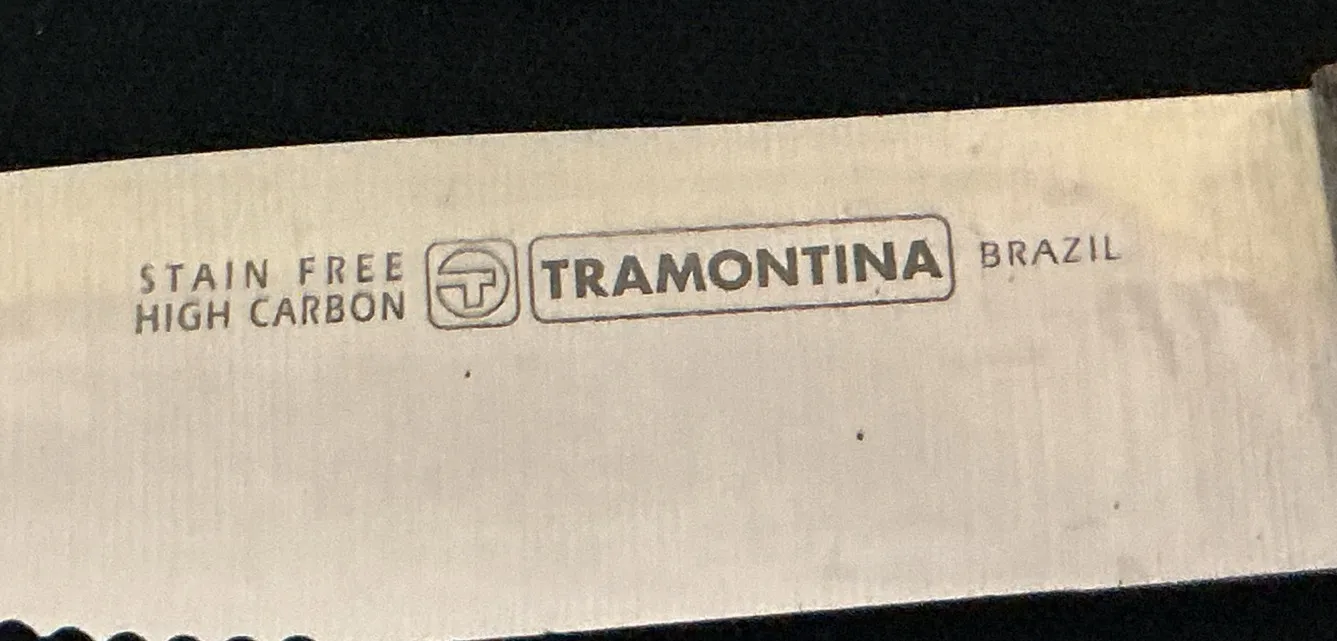 STAIN FREE
HIGH CARBON
TRAMONTINA
BRAZIL